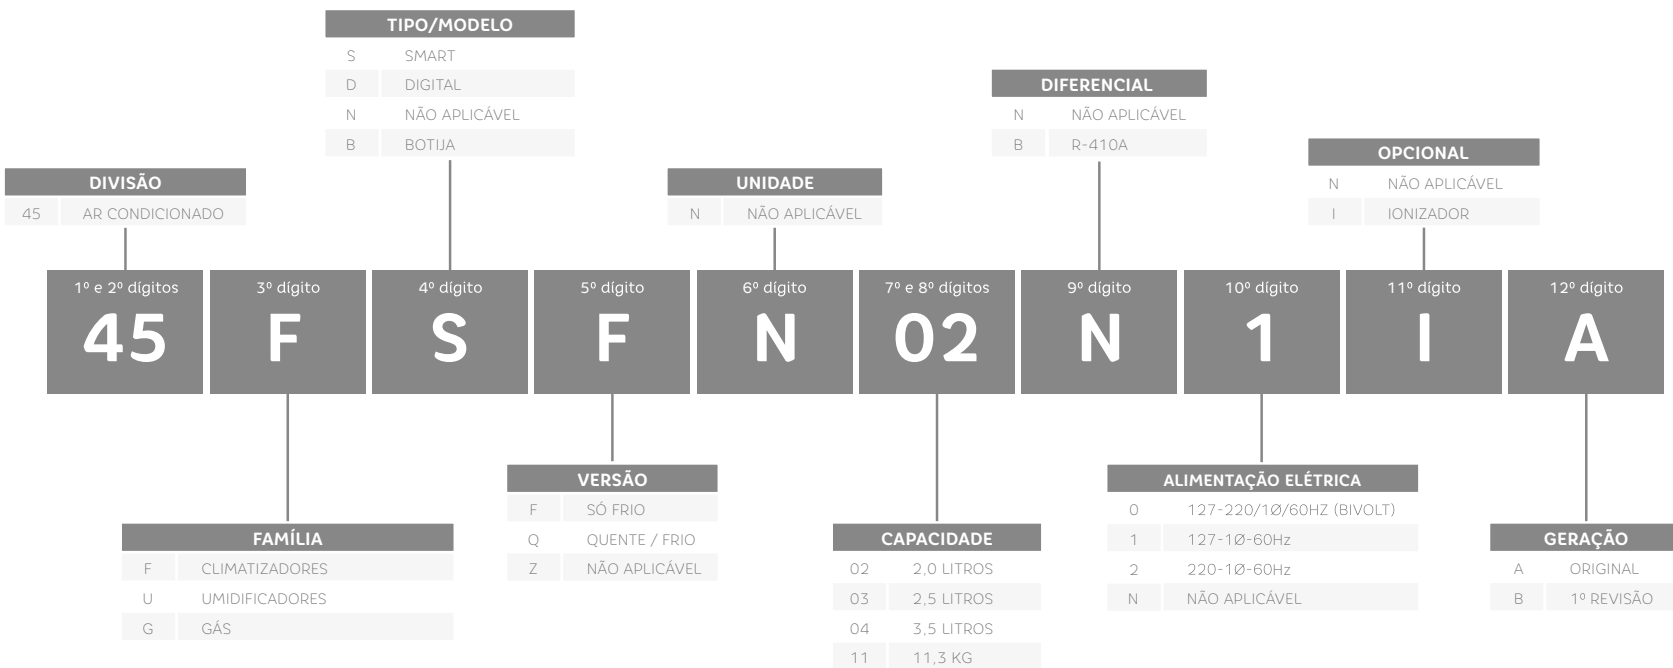 TIPO/MODELO
S SMART
D DIGITAL
N NÃO APLICÁVEL
B BOTIJA
DIFERENCIAL
N NÃO APLICÁVEL
B R-410A
OPCIONAL
N NÃO APLICÁVEL
I IONIZADOR
DIVISÃO
45 AR CONDICIONADO
UNIDADE
N NÃO APLICÁVEL
1º e 2º dígitos 3º dígito 4º dígito 5º dígito 6º dígito 7º e 8º dígitos 9º dígito 10º dígito 11º dígito 12º dígito
45 F S F N 02 N 1 I A
FAMÍLIA
F CLIMATIZADORES
U UMIDIFICADORES
G GÁS
VERSÃO
F SÓ FRIO
Q QUENTE / FRIO
Z NÃO APLICÁVEL
CAPACIDADE
02 2,0 LITROS
03 2,5 LITROS
04 3,5 LITROS
11 11,3 KG
ALIMENTAÇÃO ELÉTRICA
0 127-220/1Ø/60HZ (BIVOLT)
1 127-1Ø-60Hz
2 220-1Ø-60Hz
N NÃO APLICÁVEL
GERAÇÃO
A ORIGINAL
B 1º REVISÃO